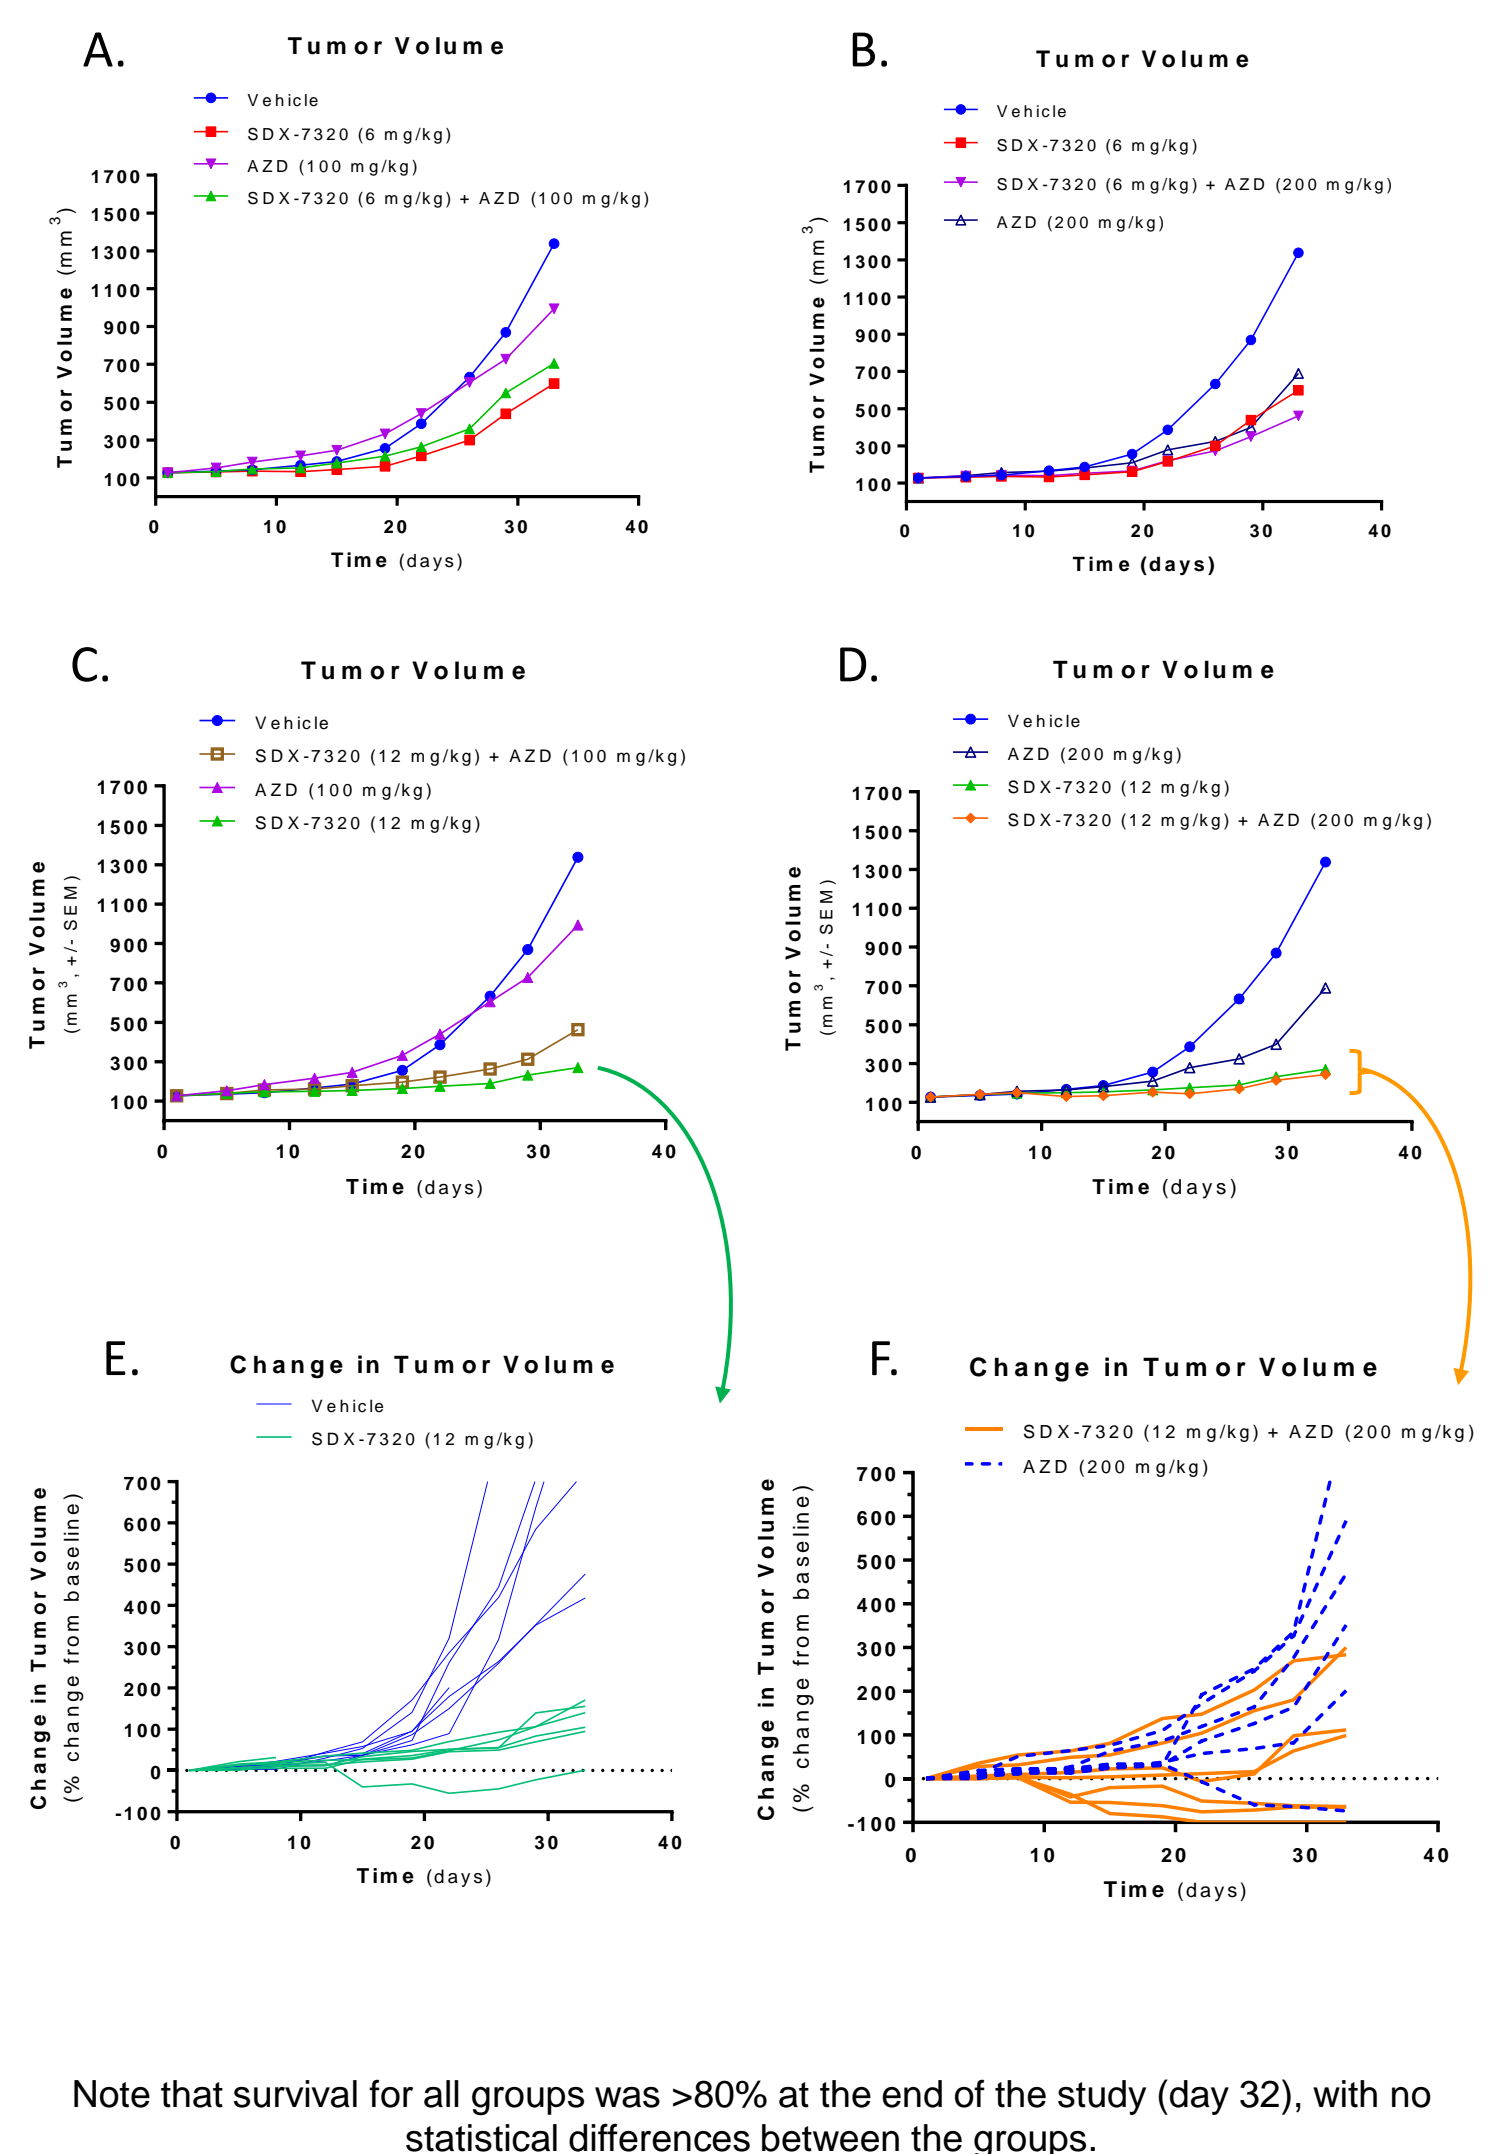 A.
Tumor Volume
Vehicle
SDX-7320 (6 mg/kg)
AZD (100 mg/kg)
SDX-7320 (6 mg/kg) + AZD (100 mg/kg)
Tumor Volume (mm³)
1700
1500
1300
1100
900
700
500
300
100
0 10 20 30 40
Time (days)
B.
Tumor Volume
Vehicle
SDX-7320 (6 mg/kg)
SDX-7320 (6 mg/kg) + AZD (200 mg/kg)
AZD (200 mg/kg)
Tumor Volume (mm³)
1700
1500
1300
1100
900
700
500
300
100
0 10 20 30 40
Time (days)
C.
Tumor Volume
Vehicle
SDX-7320 (12 mg/kg) + AZD (100 mg/kg)
AZD (100 mg/kg)
SDX-7320 (12 mg/kg)
Tumor Volume
(mm³, +/- SEM)
1700
1500
1300
1100
900
700
500
300
100
0 10 20 30 40
Time (days)
D.
Tumor Volume
Vehicle
AZD (200 mg/kg)
SDX-7320 (12 mg/kg)
SDX-7320 (12 mg/kg) + AZD (200 mg/kg)
Tumor Volume
(mm³, +/- SEM)
1700
1500
1300
1100
900
700
500
300
100
0 10 20 30 40
Time (days)
E.
Change in Tumor Volume
Vehicle
SDX-7320 (12 mg/kg)
Change in Tumor Volume
(% change from baseline)
700
600
500
400
300
200
100
0
-100
0 10 20 30 40
Time (days)
F.
Change in Tumor Volume
SDX-7320 (12 mg/kg) + AZD (200 mg/kg)
AZD (200 mg/kg)
Change in Tumor Volume
(% change from baseline)
700
600
500
400
300
200
100
0
-100
0 10 20 30 40
Time (days)
Note that survival for all groups was >80% at the end of the study (day 32), with no
statistical differences between the groups.